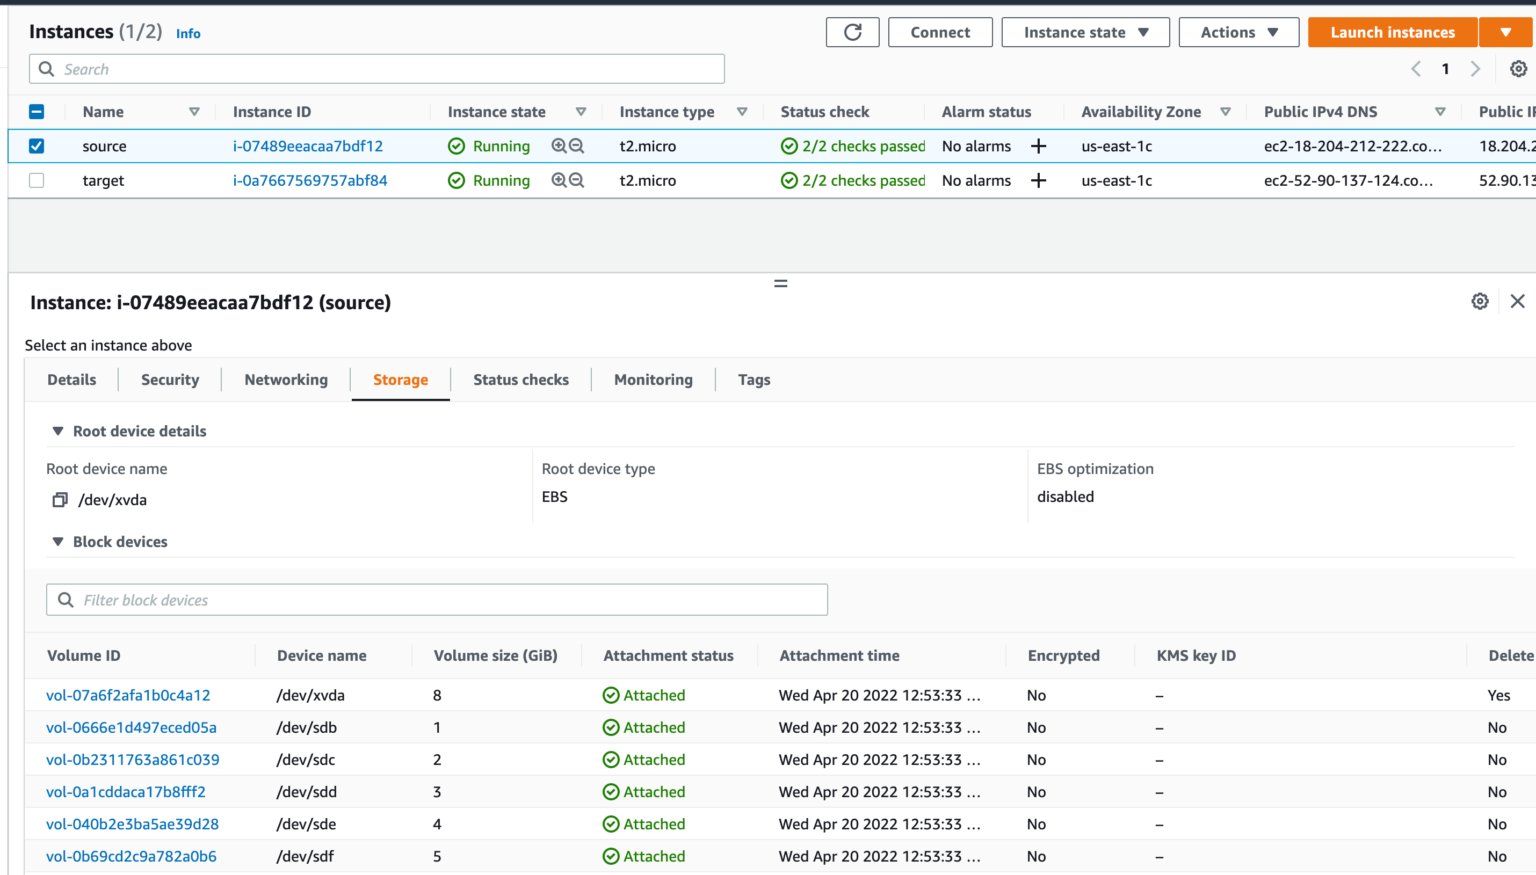 Instances (1/2) Info
Connect Instance state Actions Launch instances
Search
1
Name Instance ID Instance state Instance type Status check Alarm status Availability Zone Public IPv4 DNS Public IP
source i-07489eeacaa7bdf12 Running t2.micro 2/2 checks passed No alarms us-east-1c ec2-18-204-212-222.co... 18.204.2
target i-0a7667569757abf84 Running t2.micro 2/2 checks passed No alarms us-east-1c ec2-52-90-137-124.co... 52.90.13
Instance: i-07489eeacaa7bdf12 (source)
Select an instance above
Details Security Networking Storage Status checks Monitoring Tags
Root device details
Root device name Root device type EBS optimization
/dev/xvda EBS disabled
Block devices
Filter block devices
Volume ID Device name Volume size (GiB) Attachment status Attachment time Encrypted KMS key ID Delete
vol-07a6f2afa1b0c4a12 /dev/xvda 8 Attached Wed Apr 20 2022 12:53:33 ... No – Yes
vol-0666e1d497eced05a /dev/sdb 1 Attached Wed Apr 20 2022 12:53:33 ... No – No
vol-0b2311763a861c039 /dev/sdc 2 Attached Wed Apr 20 2022 12:53:33 ... No – No
vol-0a1cddaca17b8fff2 /dev/sdd 3 Attached Wed Apr 20 2022 12:53:33 ... No – No
vol-040b2e3ba5ae39d28 /dev/sde 4 Attached Wed Apr 20 2022 12:53:33 ... No – No
vol-0b69cd2c9a782a0b6 /dev/sdf 5 Attached Wed Apr 20 2022 12:53:33 ... No – No